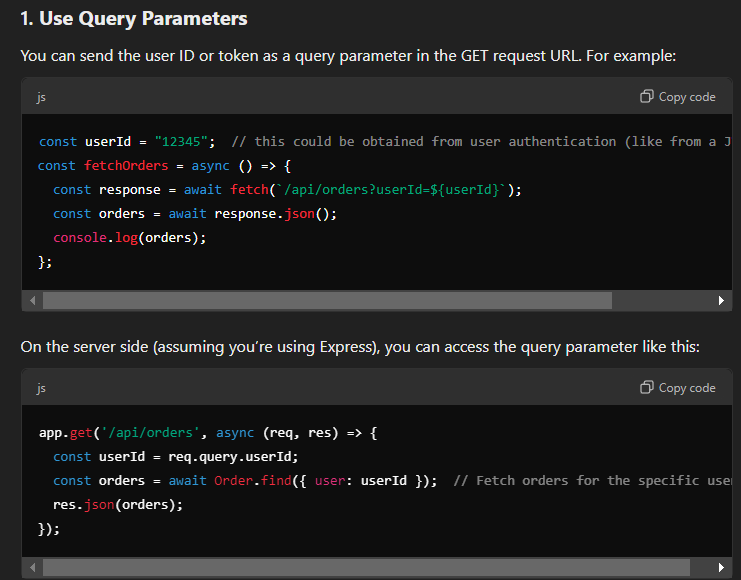 1. Use Query Parameters
You can send the user ID or token as a query parameter in the GET request URL. For example:
js
Copy code
const userId = "12345";  // this could be obtained from user authentication (like from a J
const fetchOrders = async () => {
  const response = await fetch(`/api/orders?userId=${userId}`);
  const orders = await response.json();
  console.log(orders);
};
On the server side (assuming you're using Express), you can access the query parameter like this:
js
Copy code
app.get('/api/orders', async (req, res) => {
  const userId = req.query.userId;
  const orders = await Order.find({ user: userId });  // Fetch orders for the specific use
  res.json(orders);
});